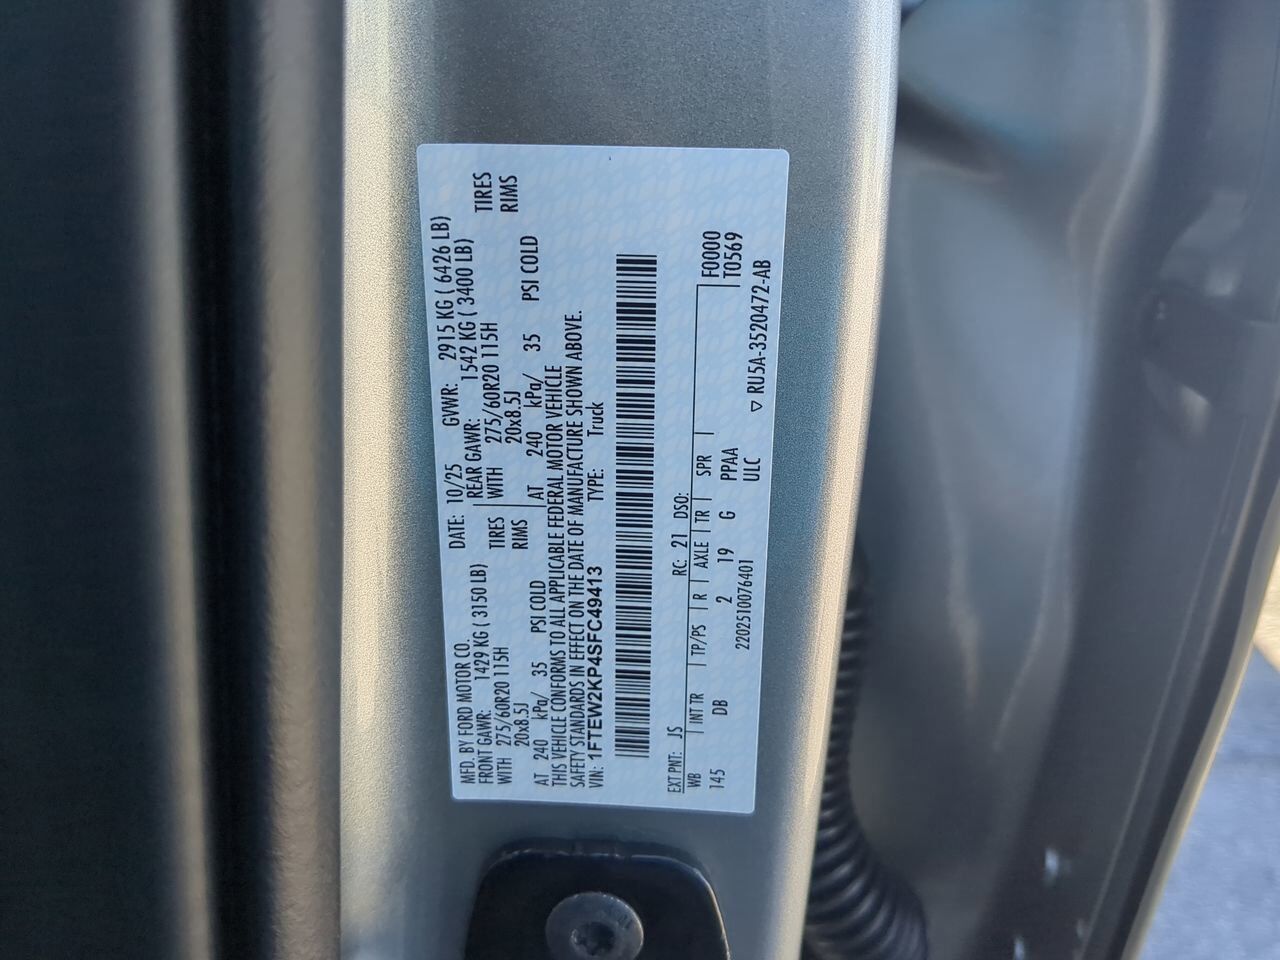 MFD. BY FORD MOTOR CO. DATE: 10/25 GVWR: 2915 KG ( 6426 LB)
FRONT GAWR: 1429 KG ( 3150 LB) REAR GAWR: 1542 KG ( 3400 LB)
WITH 275/60R20 115H TIRES WITH 275/60R20 115H TIRES
20x8.5J RIMS 20x8.5J RIMS
AT 240 kPa/ 35 PSI COLD AT 240 kPa/ 35 PSI COLD
THIS VEHICLE CONFORMS TO ALL APPLICABLE FEDERAL MOTOR VEHICLE
SAFETY STANDARDS IN EFFECT ON THE DATE OF MANUFACTURE SHOWN ABOVE.
VIN: 1FTEW2KP4SFC49413 TYPE: Truck
EXT PNT: JS RC: 21 DSO:
WB INT TR TP/PS R AXLE TR SPR F0000
145 DB 2 19 G PPAA T0569
2202510076401 ULC ▽ RU5A-3520472-AB